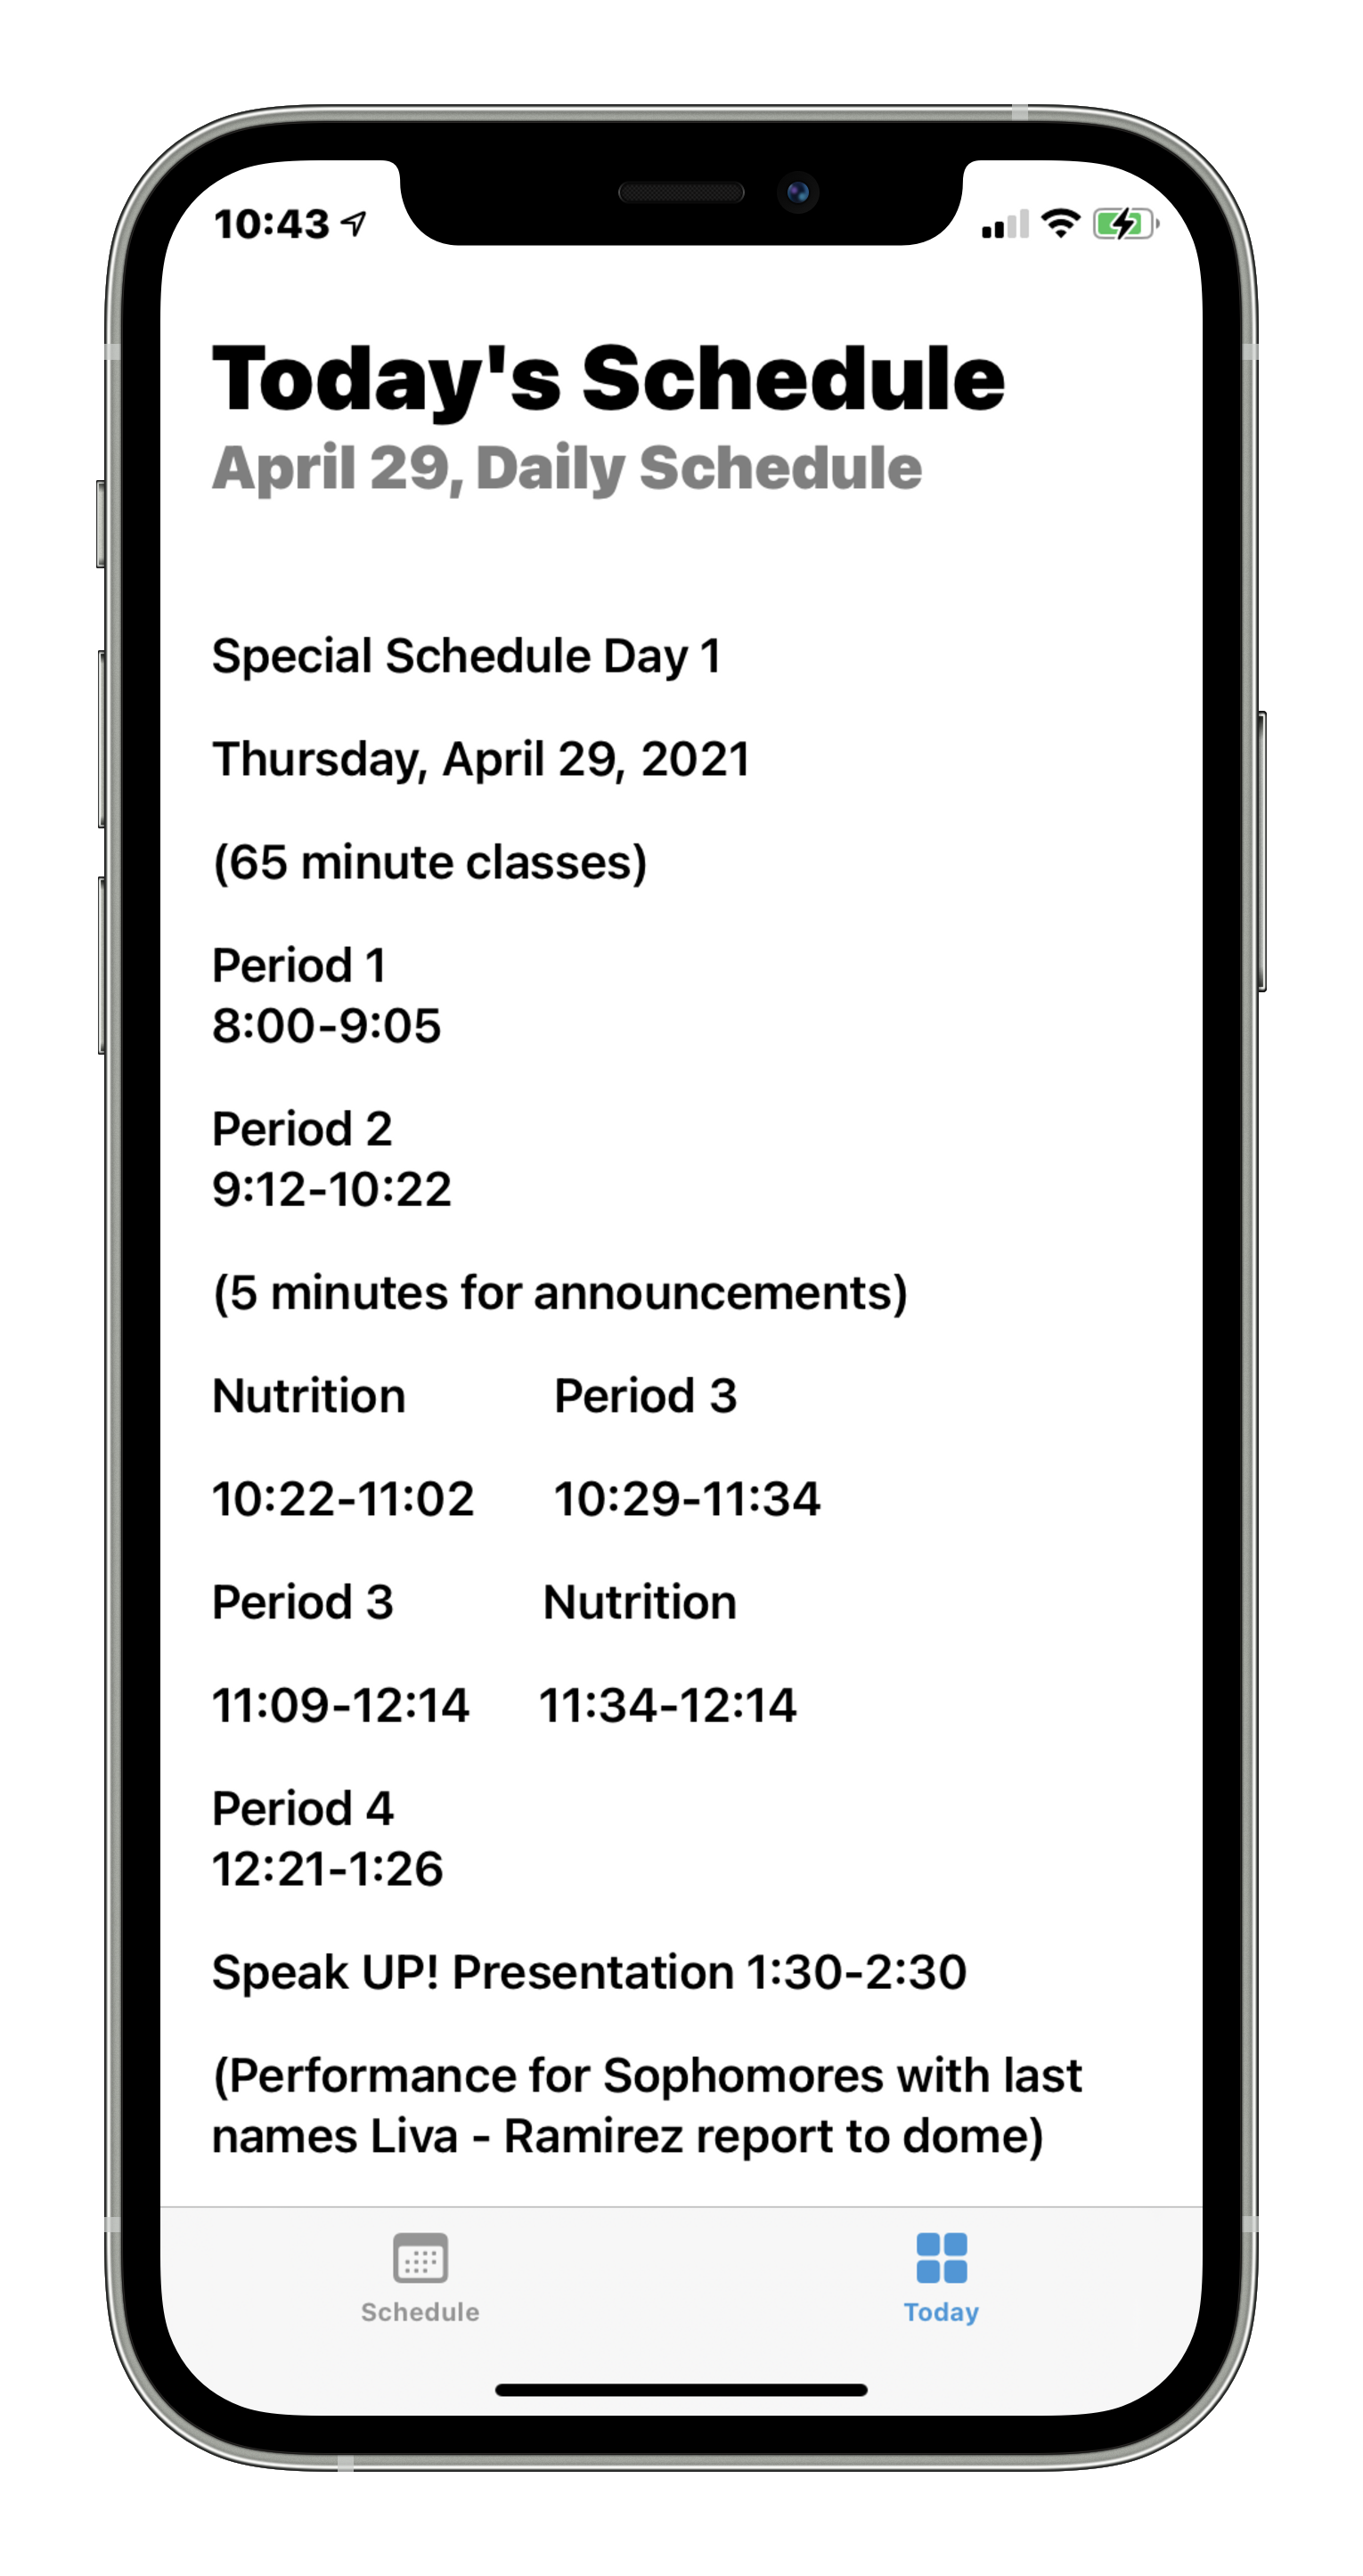 10:43
Today's Schedule
April 29, Daily Schedule
Special Schedule Day 1
Thursday, April 29, 2021
(65 minute classes)
Period 1
8:00-9:05
Period 2
9:12-10:22
(5 minutes for announcements)
Nutrition Period 3
10:22-11:02 10:29-11:34
Period 3 Nutrition
11:09-12:14 11:34-12:14
Period 4
12:21-1:26
Speak UP! Presentation 1:30-2:30
(Performance for Sophomores with last
names Liva - Ramirez report to dome)
Schedule Today